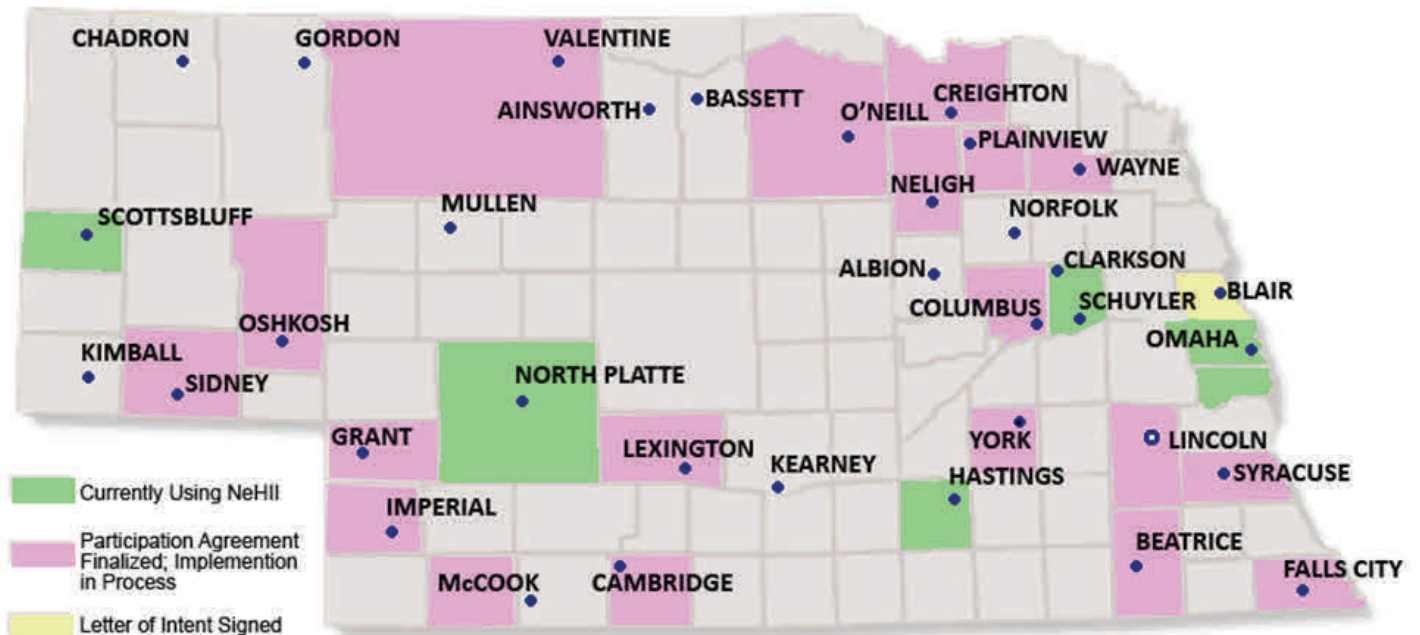 CHADRON
GORDON
VALENTINE
AINSWORTH
BASSETT
O'NEILL
CREIGHTON
PLAINVIEW
WAYNE
NELIGH
SCOTTSBLUFF
MULLEN
NORFOLK
ALBION
CLARKSON
COLUMBUS
SCHUYLER
BLAIR
OSHKOSH
OMAHA
KIMBALL
SIDNEY
NORTH PLATTE
GRANT
LEXINGTON
KEARNEY
YORK
LINCOLN
HASTINGS
SYRACUSE
IMPERIAL
BEATRICE
McCOOK
CAMBRIDGE
FALLS CITY
Currently Using NeHII
Participation Agreement
Finalized; Implemention
in Process
Letter of Intent Signed